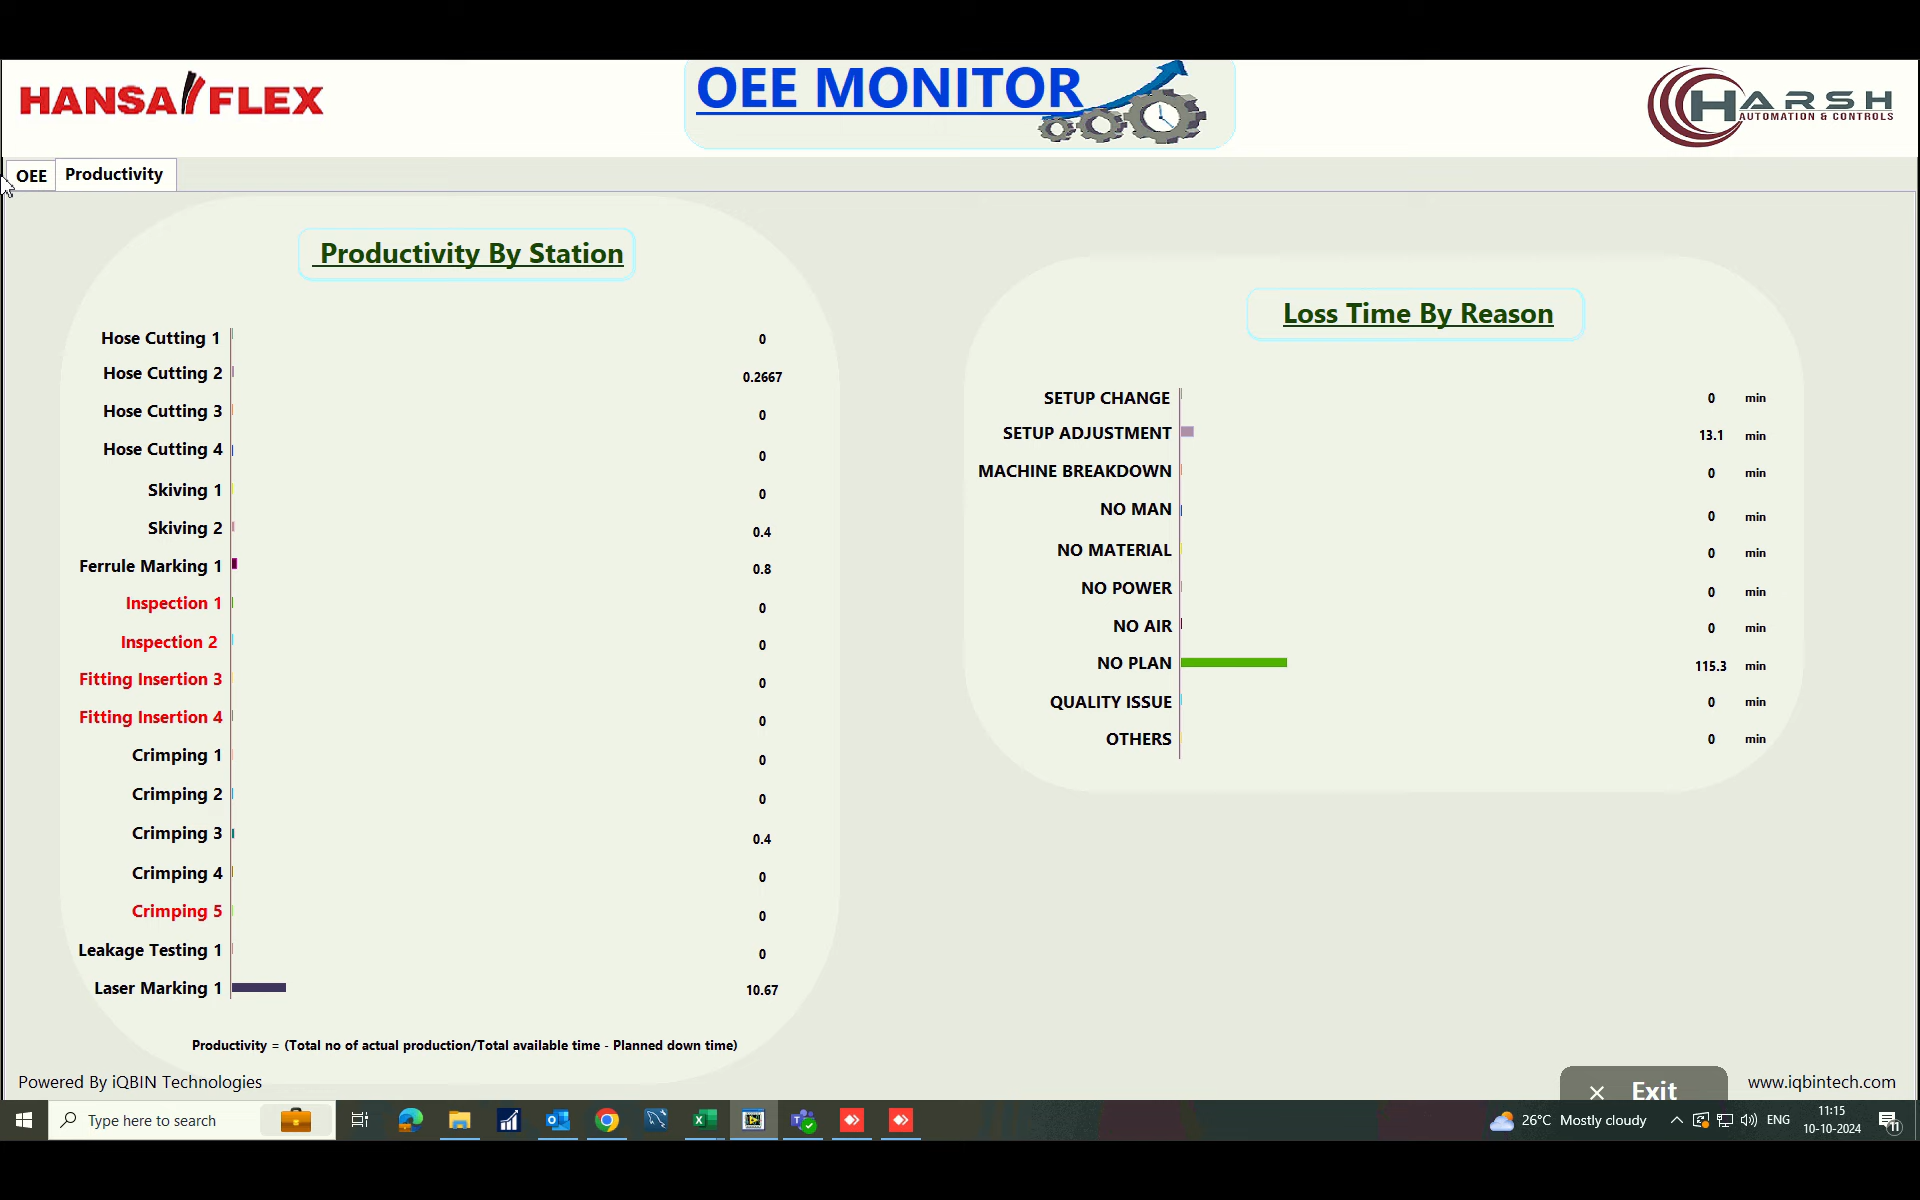 HANSA FLEX
OEE MONITOR
HARSH
AUTOMATION & CONTROLS
OEE
Productivity
Productivity By Station
Hose Cutting 1 0
Hose Cutting 2 0.2667
Hose Cutting 3 0
Hose Cutting 4 0
Skiving 1 0
Skiving 2 0.4
Ferrule Marking 1 0.8
Inspection 1 0
Inspection 2 0
Fitting Insertion 3 0
Fitting Insertion 4 0
Crimping 1 0
Crimping 2 0
Crimping 3 0.4
Crimping 4 0
Crimping 5 0
Leakage Testing 1 0
Laser Marking 1 10.67
Productivity = (Total no of actual production/Total available time - Planned down time)
Loss Time By Reason
SETUP CHANGE 0 min
SETUP ADJUSTMENT 13.1 min
MACHINE BREAKDOWN 0 min
NO MAN 0 min
NO MATERIAL 0 min
NO POWER 0 min
NO AIR 0 min
NO PLAN 115.3 min
QUALITY ISSUE 0 min
OTHERS 0 min
Powered By iQBIN Technologies
× Exit
www.iqbintech.com
Type here to search
26°C Mostly cloudy
ENG
11:15
10-10-2024
11